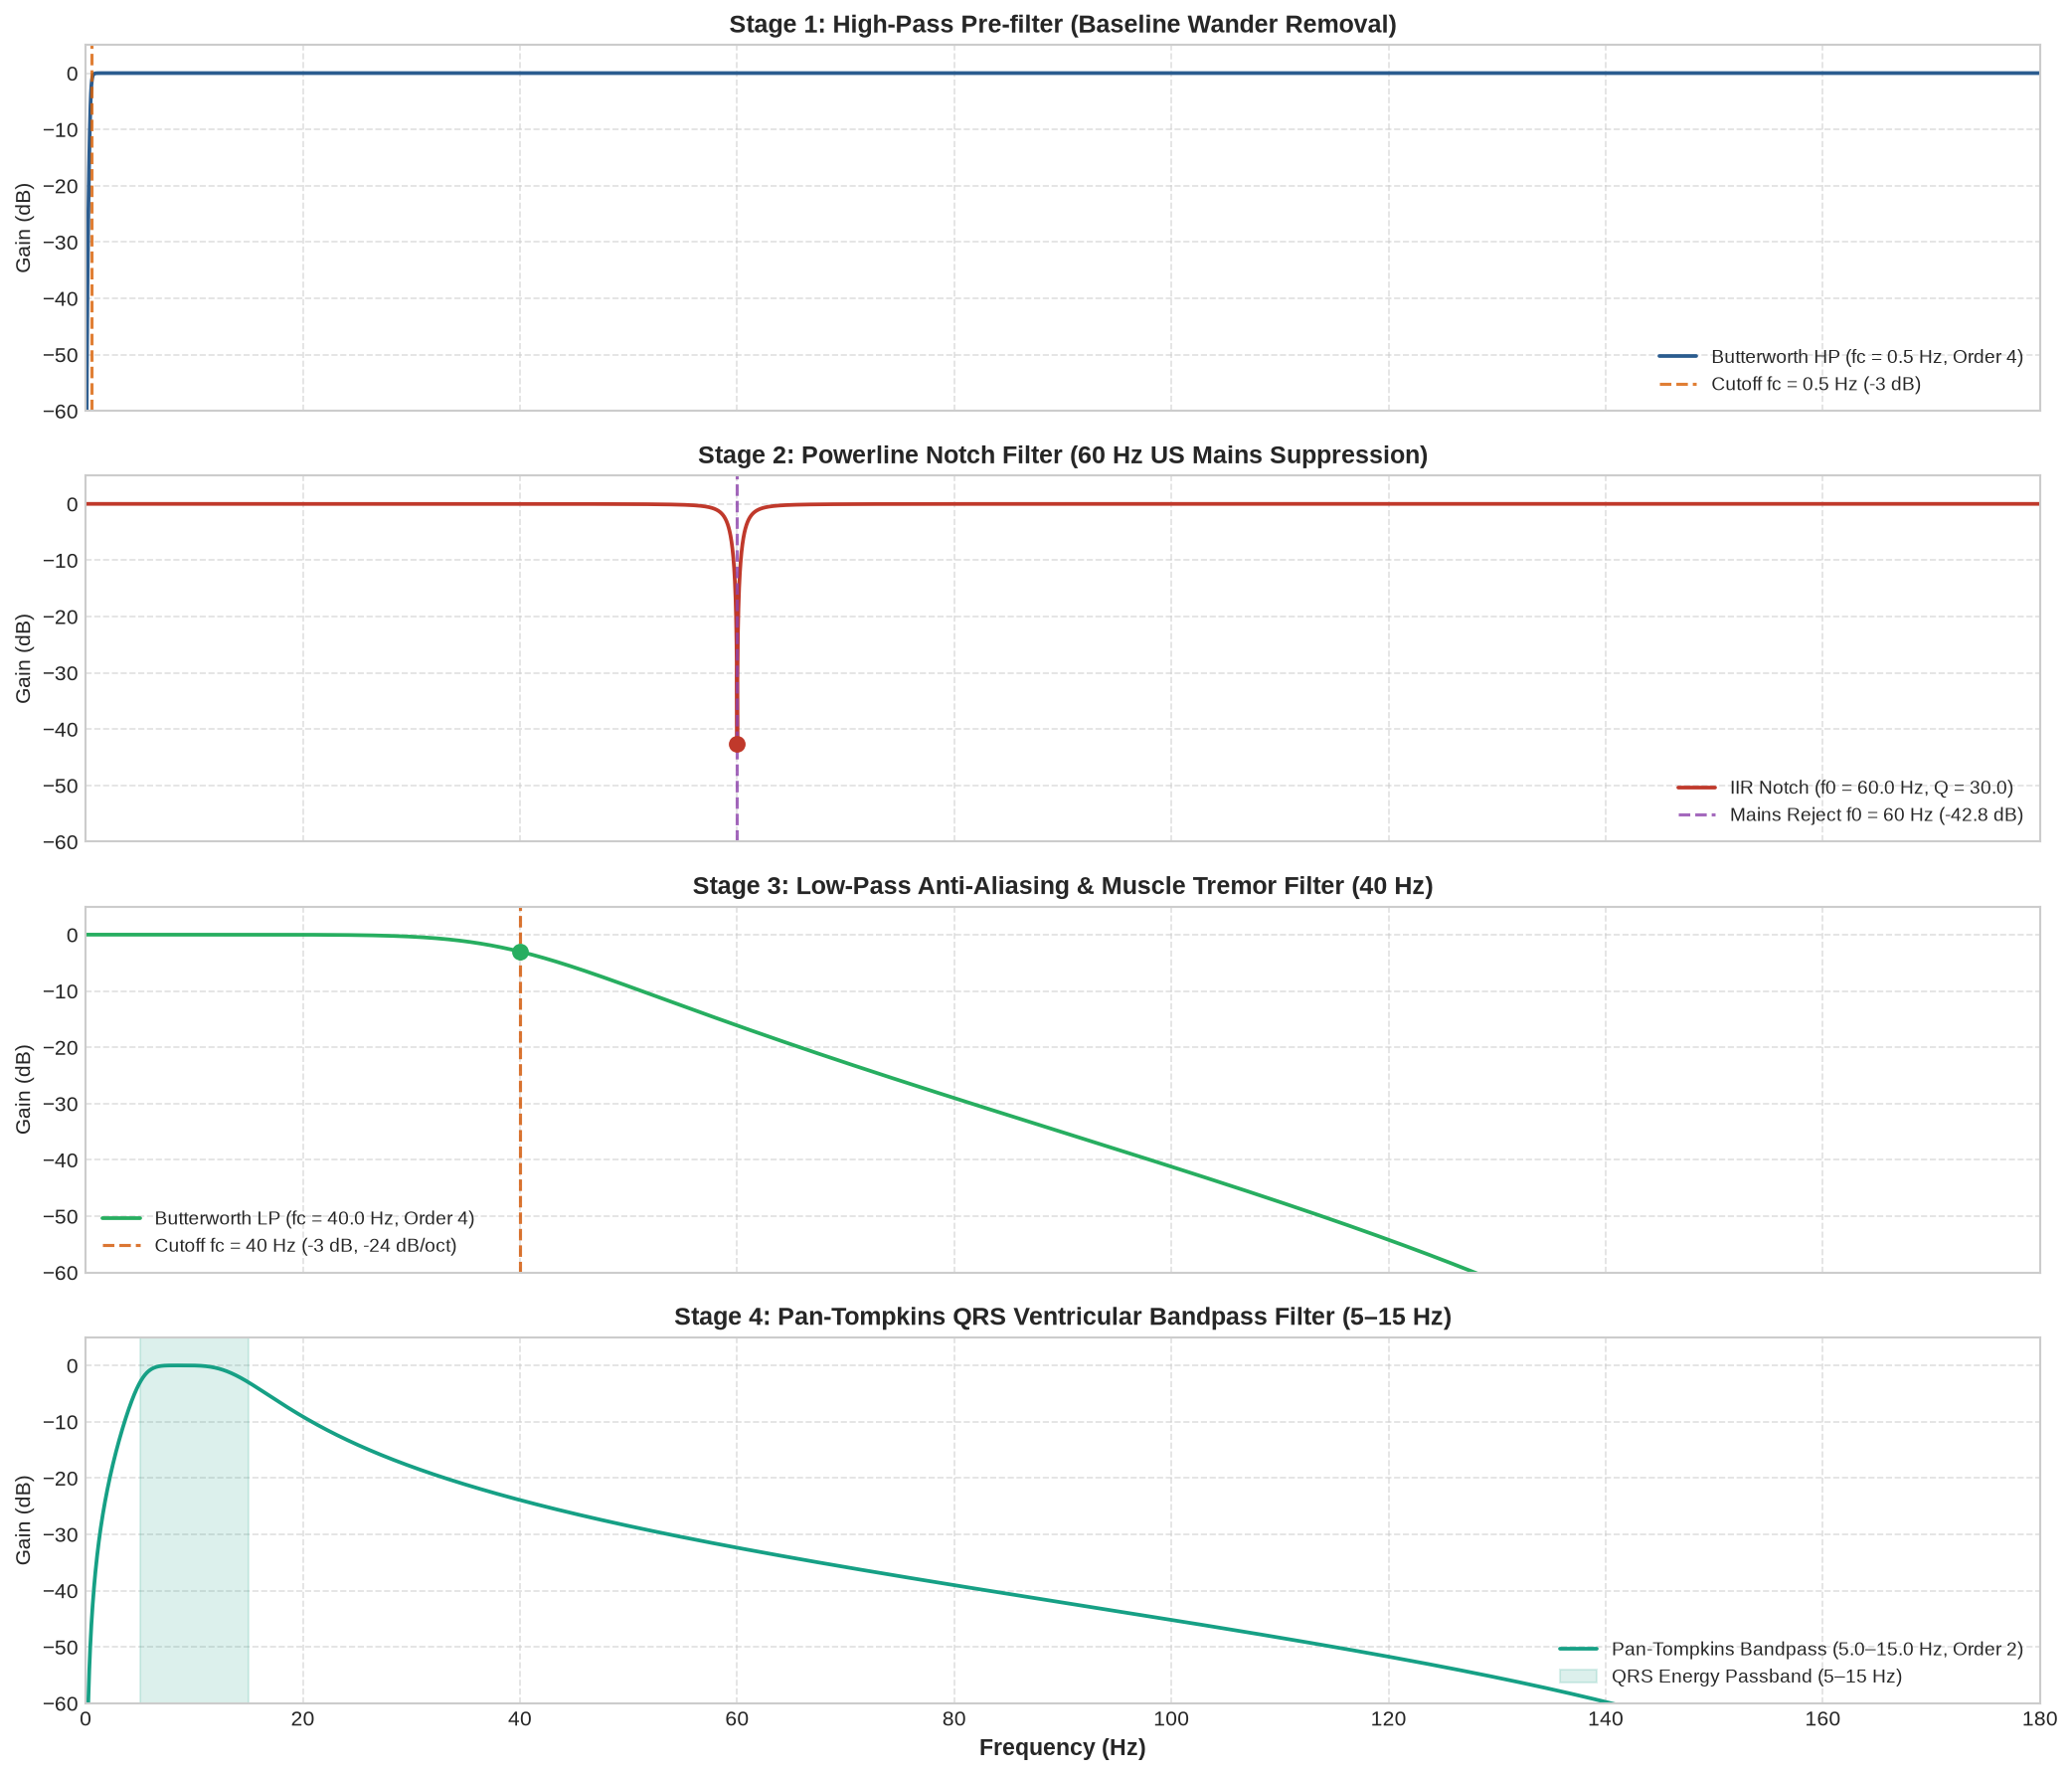 Stage 1: High-Pass Pre-filter (Baseline Wander Removal)
Gain (dB)
0
−10
−20
−30
−40
−50
−60
Butterworth HP (fc = 0.5 Hz, Order 4)
Cutoff fc = 0.5 Hz (-3 dB)
Stage 2: Powerline Notch Filter (60 Hz US Mains Suppression)
Gain (dB)
0
−10
−20
−30
−40
−50
−60
IIR Notch (f0 = 60.0 Hz, Q = 30.0)
Mains Reject f0 = 60 Hz (-42.8 dB)
Stage 3: Low-Pass Anti-Aliasing & Muscle Tremor Filter (40 Hz)
Gain (dB)
0
−10
−20
−30
−40
−50
−60
Butterworth LP (fc = 40.0 Hz, Order 4)
Cutoff fc = 40 Hz (-3 dB, -24 dB/oct)
Stage 4: Pan-Tompkins QRS Ventricular Bandpass Filter (5–15 Hz)
Gain (dB)
0
−10
−20
−30
−40
−50
−60
Pan-Tompkins Bandpass (5.0–15.0 Hz, Order 2)
QRS Energy Passband (5–15 Hz)
0 20 40 60 80 100 120 140 160 180
Frequency (Hz)